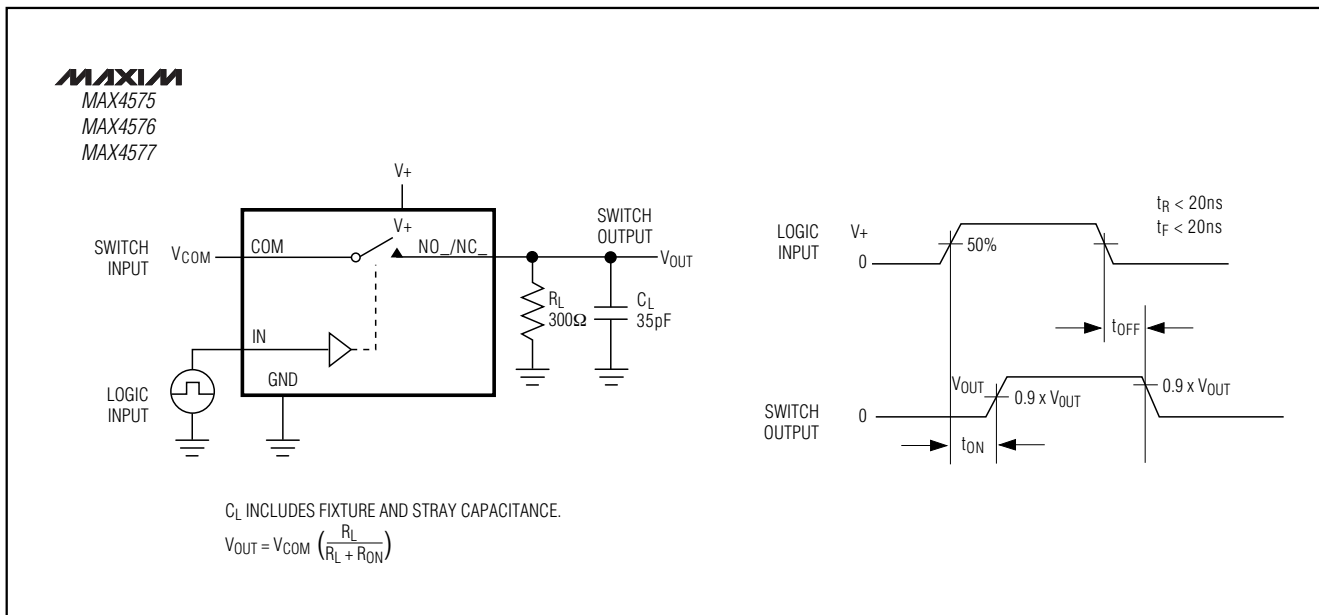 MAXIM
MAX4575
MAX4576
MAX4577
V+
V+
SWITCH
INPUT
VCOM
COM
NO_/NC_
SWITCH
OUTPUT
VOUT
RL
300Ω
CL
35pF
IN
GND
LOGIC
INPUT
CL INCLUDES FIXTURE AND STRAY CAPACITANCE.
VOUT = VCOM (RL / RL + RON)
LOGIC
INPUT
V+
0
50%
tR < 20ns
tF < 20ns
tOFF
SWITCH
OUTPUT
VOUT
0
0.9 x VOUT
0.9 x VOUT
tON